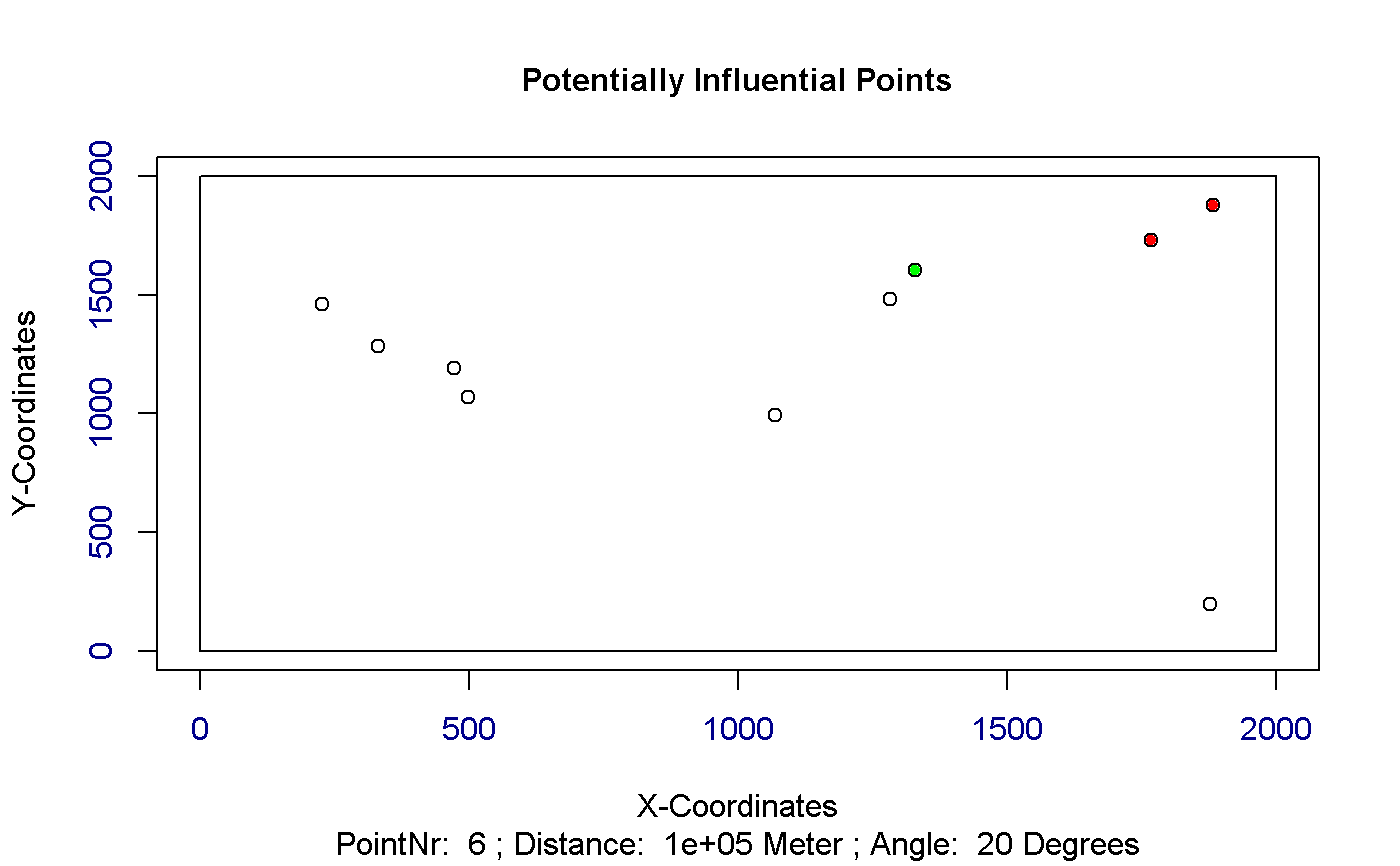 Potentially Influential Points
2000
1500
1000
500
0
Y-Coordinates
0 500 1000 1500 2000
X-Coordinates
PointNr:  6 ; Distance:  1e+05 Meter ; Angle:  20 Degrees